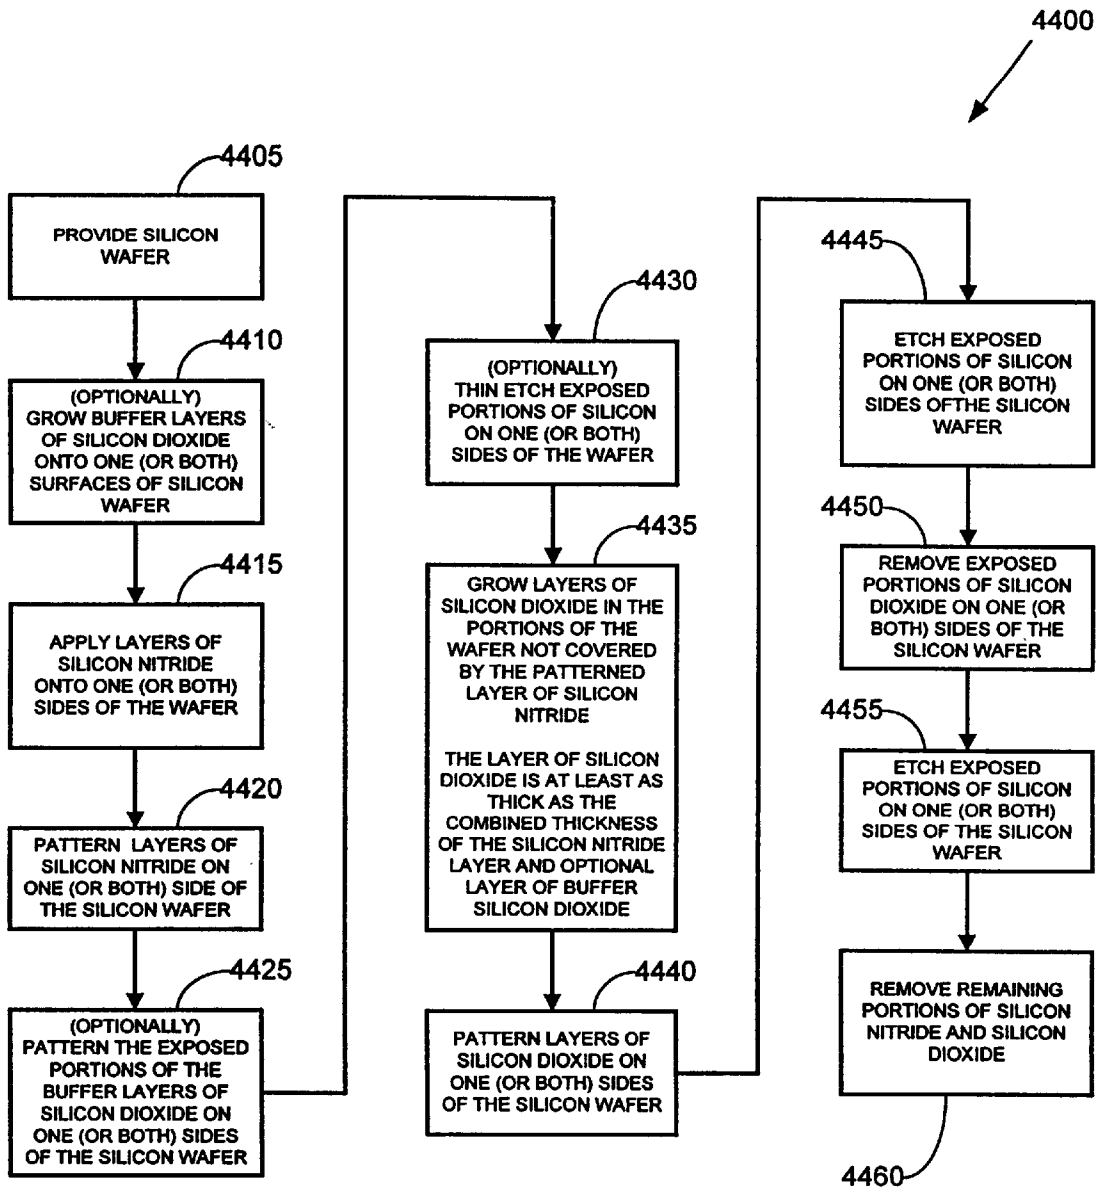 4400
4405
PROVIDE SILICON
WAFER
4410
(OPTIONALLY)
GROW BUFFER LAYERS
OF SILICON DIOXIDE
ONTO ONE (OR BOTH)
SURFACES OF SILICON
WAFER
4415
APPLY LAYERS OF
SILICON NITRIDE
ONTO ONE (OR BOTH)
SIDES OF THE WAFER
4420
PATTERN LAYERS OF
SILICON NITRIDE ON
ONE (OR BOTH) SIDE OF
THE SILICON WAFER
4425
(OPTIONALLY)
PATTERN THE EXPOSED
PORTIONS OF THE
BUFFER LAYERS OF
SILICON DIOXIDE ON
ONE (OR BOTH) SIDES
OF THE SILICON WAFER
4430
(OPTIONALLY)
THIN ETCH EXPOSED
PORTIONS OF SILICON
ON ONE (OR BOTH)
SIDES OF THE WAFER
4435
GROW LAYERS OF
SILICON DIOXIDE IN THE
PORTIONS OF THE
WAFER NOT COVERED
BY THE PATTERNED
LAYER OF SILICON
NITRIDE
THE LAYER OF SILICON
DIOXIDE IS AT LEAST AS
THICK AS THE
COMBINED THICKNESS
OF THE SILICON NITRIDE
LAYER AND OPTIONAL
LAYER OF BUFFER
SILICON DIOXIDE
4440
PATTERN LAYERS OF
SILICON DIOXIDE ON
ONE (OR BOTH) SIDES
OF THE SILICON WAFER
4445
ETCH EXPOSED
PORTIONS OF SILICON
ON ONE (OR BOTH)
SIDES OF THE SILICON
WAFER
4450
REMOVE EXPOSED
PORTIONS OF SILICON
DIOXIDE ON ONE (OR
BOTH) SIDES OF THE
SILICON WAFER
4455
ETCH EXPOSED
PORTIONS OF SILICON
ON ONE (OR BOTH)
SIDES OF THE SILICON
WAFER
REMOVE REMAINING
PORTIONS OF SILICON
NITRIDE AND SILICON
DIOXIDE
4460